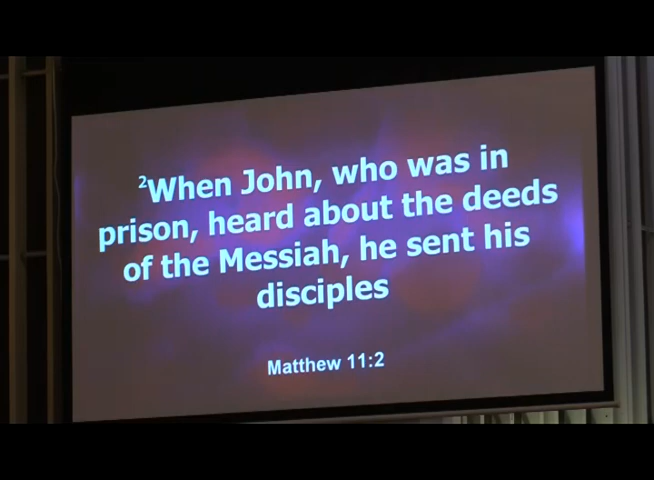 ²When John, who was in
prison, heard about the deeds
of the Messiah, he sent his
disciples
Matthew 11:2